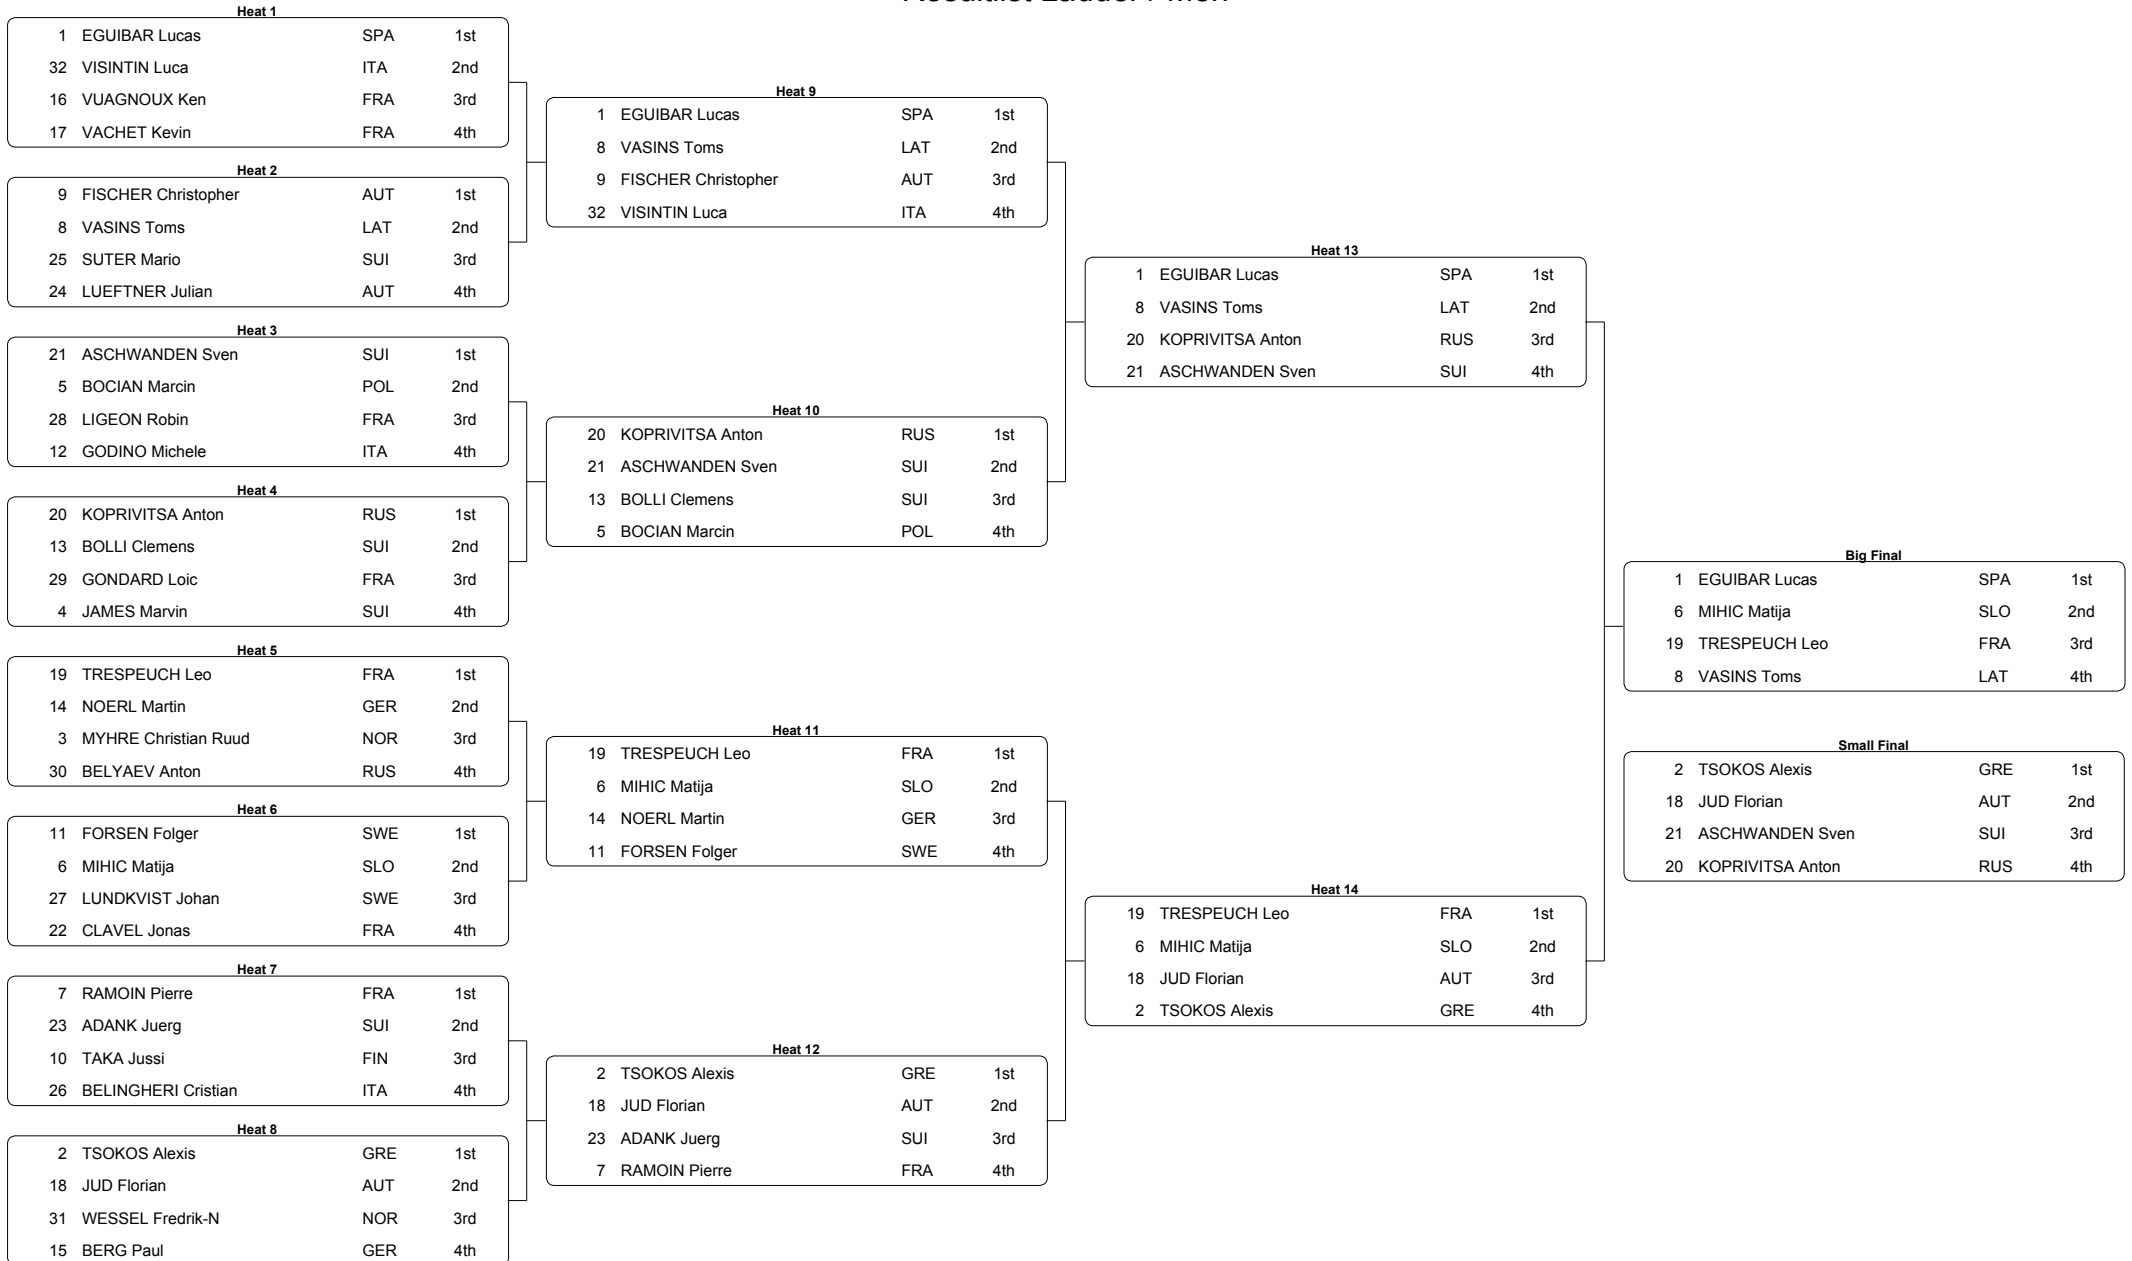 Resultlist Ladder / Men
Heat 1
1 EGUIBAR Lucas SPA 1st
32 VISINTIN Luca ITA 2nd
16 VUAGNOUX Ken FRA 3rd
17 VACHET Kevin FRA 4th
Heat 2
9 FISCHER Christopher AUT 1st
8 VASINS Toms LAT 2nd
25 SUTER Mario SUI 3rd
24 LUEFTNER Julian AUT 4th
Heat 3
21 ASCHWANDEN Sven SUI 1st
5 BOCIAN Marcin POL 2nd
28 LIGEON Robin FRA 3rd
12 GODINO Michele ITA 4th
Heat 4
20 KOPRIVITSA Anton RUS 1st
13 BOLLI Clemens SUI 2nd
29 GONDARD Loic FRA 3rd
4 JAMES Marvin SUI 4th
Heat 5
19 TRESPEUCH Leo FRA 1st
14 NOERL Martin GER 2nd
3 MYHRE Christian Ruud NOR 3rd
30 BELYAEV Anton RUS 4th
Heat 6
11 FORSEN Folger SWE 1st
6 MIHIC Matija SLO 2nd
27 LUNDKVIST Johan SWE 3rd
22 CLAVEL Jonas FRA 4th
Heat 7
7 RAMOIN Pierre FRA 1st
23 ADANK Juerg SUI 2nd
10 TAKA Jussi FIN 3rd
26 BELINGHERI Cristian ITA 4th
Heat 8
2 TSOKOS Alexis GRE 1st
18 JUD Florian AUT 2nd
31 WESSEL Fredrik-N NOR 3rd
15 BERG Paul GER 4th
Heat 9
1 EGUIBAR Lucas SPA 1st
8 VASINS Toms LAT 2nd
9 FISCHER Christopher AUT 3rd
32 VISINTIN Luca ITA 4th
Heat 10
20 KOPRIVITSA Anton RUS 1st
21 ASCHWANDEN Sven SUI 2nd
13 BOLLI Clemens SUI 3rd
5 BOCIAN Marcin POL 4th
Heat 11
19 TRESPEUCH Leo FRA 1st
6 MIHIC Matija SLO 2nd
14 NOERL Martin GER 3rd
11 FORSEN Folger SWE 4th
Heat 12
2 TSOKOS Alexis GRE 1st
18 JUD Florian AUT 2nd
23 ADANK Juerg SUI 3rd
7 RAMOIN Pierre FRA 4th
Heat 13
1 EGUIBAR Lucas SPA 1st
8 VASINS Toms LAT 2nd
20 KOPRIVITSA Anton RUS 3rd
21 ASCHWANDEN Sven SUI 4th
Heat 14
19 TRESPEUCH Leo FRA 1st
6 MIHIC Matija SLO 2nd
18 JUD Florian AUT 3rd
2 TSOKOS Alexis GRE 4th
Big Final
1 EGUIBAR Lucas SPA 1st
6 MIHIC Matija SLO 2nd
19 TRESPEUCH Leo FRA 3rd
8 VASINS Toms LAT 4th
Small Final
2 TSOKOS Alexis GRE 1st
18 JUD Florian AUT 2nd
21 ASCHWANDEN Sven SUI 3rd
20 KOPRIVITSA Anton RUS 4th